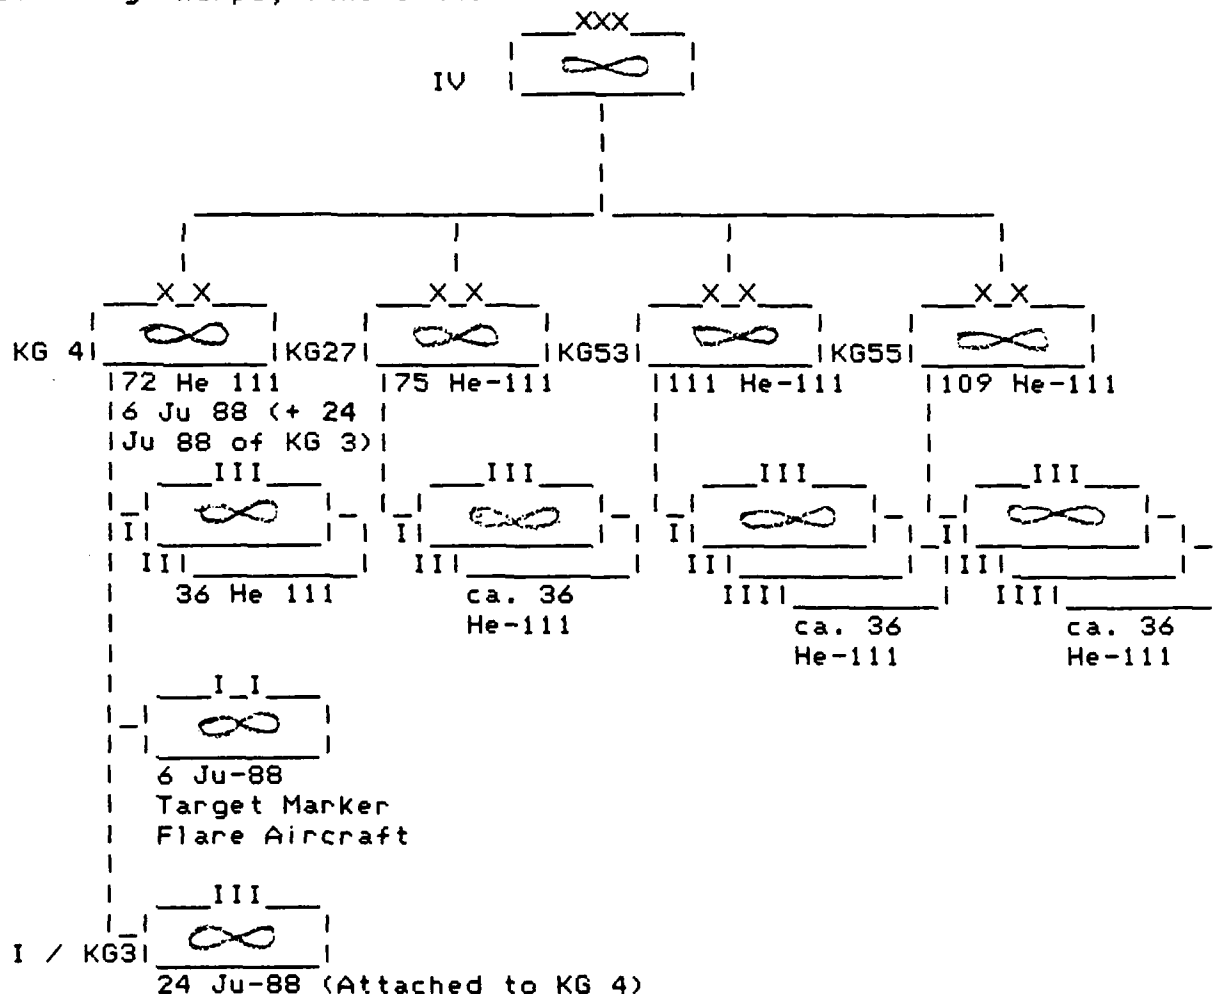 XXX
IV
X X X X X X X X
KG 4 KG27 KG53 KG55
72 He 111 75 He-111 111 He-111 109 He-111
6 Ju 88 (+ 24
Ju 88 of KG 3)
III III III III
I I I I
II II II II
36 He 111 ca. 36 III III
He-111 ca. 36 ca. 36
He-111 He-111
I I
6 Ju-88
Target Marker
Flare Aircraft
III
I / KG3
24 Ju-88 (Attached to KG 4)